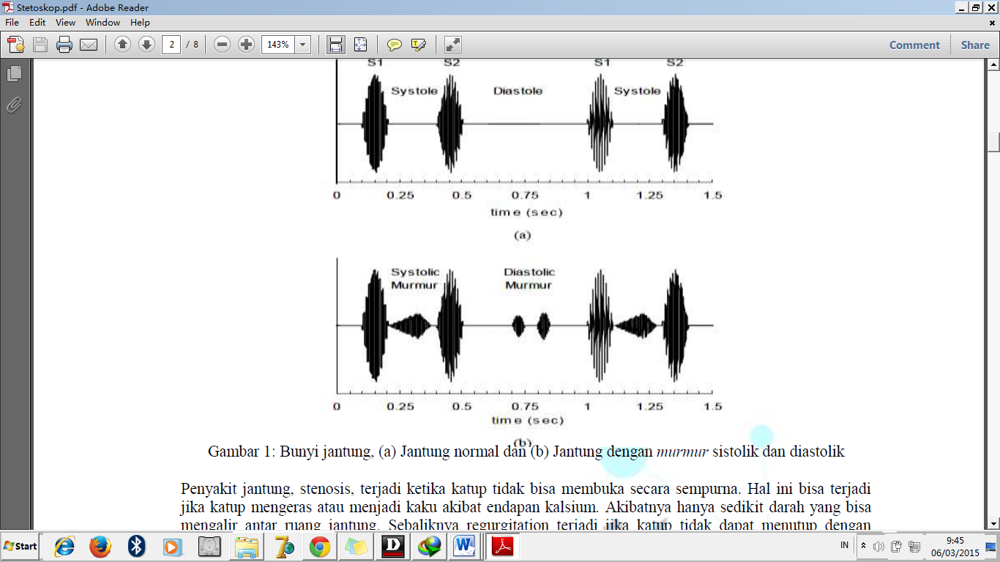 Stetoskop.pdf - Adobe Reader
File Edit View Window Help
2 / 8 143% Comment Share
S1 S2 S1 S2
Systole Diastole Systole
0 0.25 0.5 0.75 1 1.25 1.5
time (sec)
(a)
Systolic Diastolic
Murmur Murmur
0 0.25 0.5 0.75 1 1.25 1.5
time (sec)
(b)
Gambar 1: Bunyi jantung, (a) Jantung normal dan (b) Jantung dengan murmur sistolik dan diastolik
Penyakit jantung, stenosis, terjadi ketika katup tidak bisa membuka secara sempurna. Hal ini bisa terjadi
jika katup mengeras atau menjadi kaku akibat endapan kalsium. Akibatnya hanya sedikit darah yang bisa
mengalir antar ruang jantung. Sebaliknya regurgitation terjadi jika katup tidak dapat menutup dengan
Start IN 9:45
06/03/2015